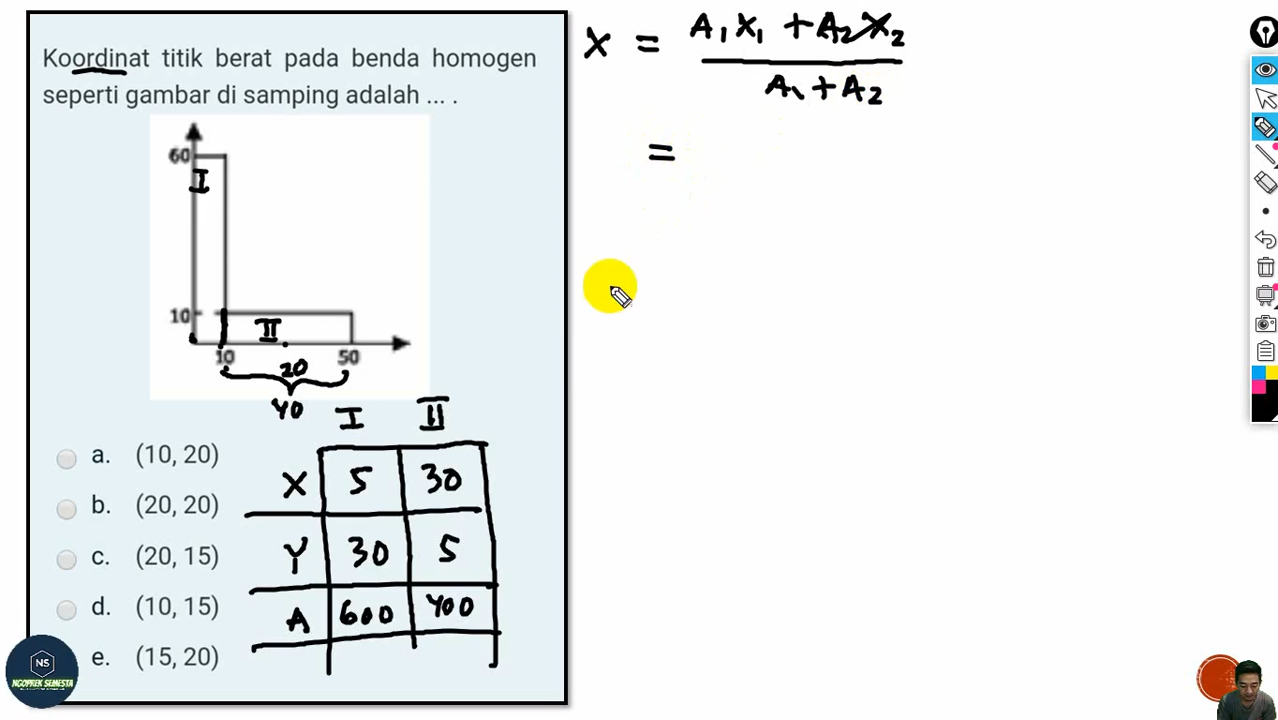 Koordinat titik berat pada benda homogen
seperti gambar di samping adalah ... .
60
I
10
II
10
20
50
40
I II
X 5 30
Y 30 5
A 600 400
a. (10, 20)
b. (20, 20)
c. (20, 15)
d. (10, 15)
e. (15, 20)
NS
NGOPREK SEMESTA
X = A₁X₁ + A₂X₂
A₁ + A₂
=